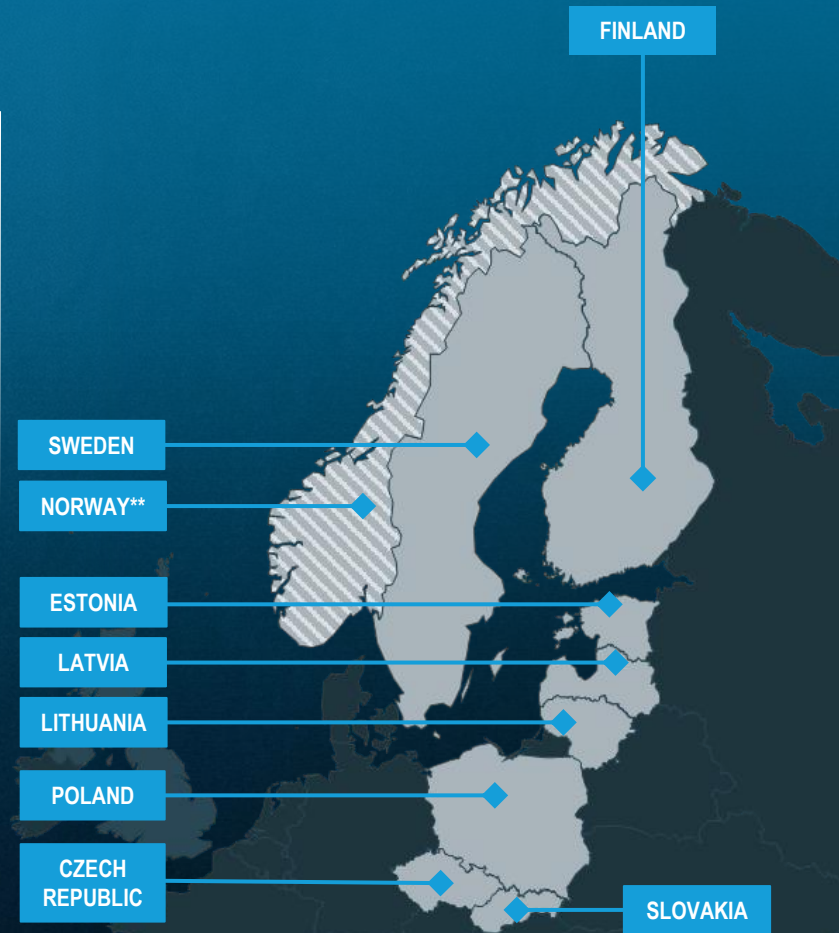 FINLAND
SWEDEN
NORWAY**
ESTONIA
LATVIA
LITHUANIA
POLAND
CZECH
REPUBLIC
SLOVAKIA